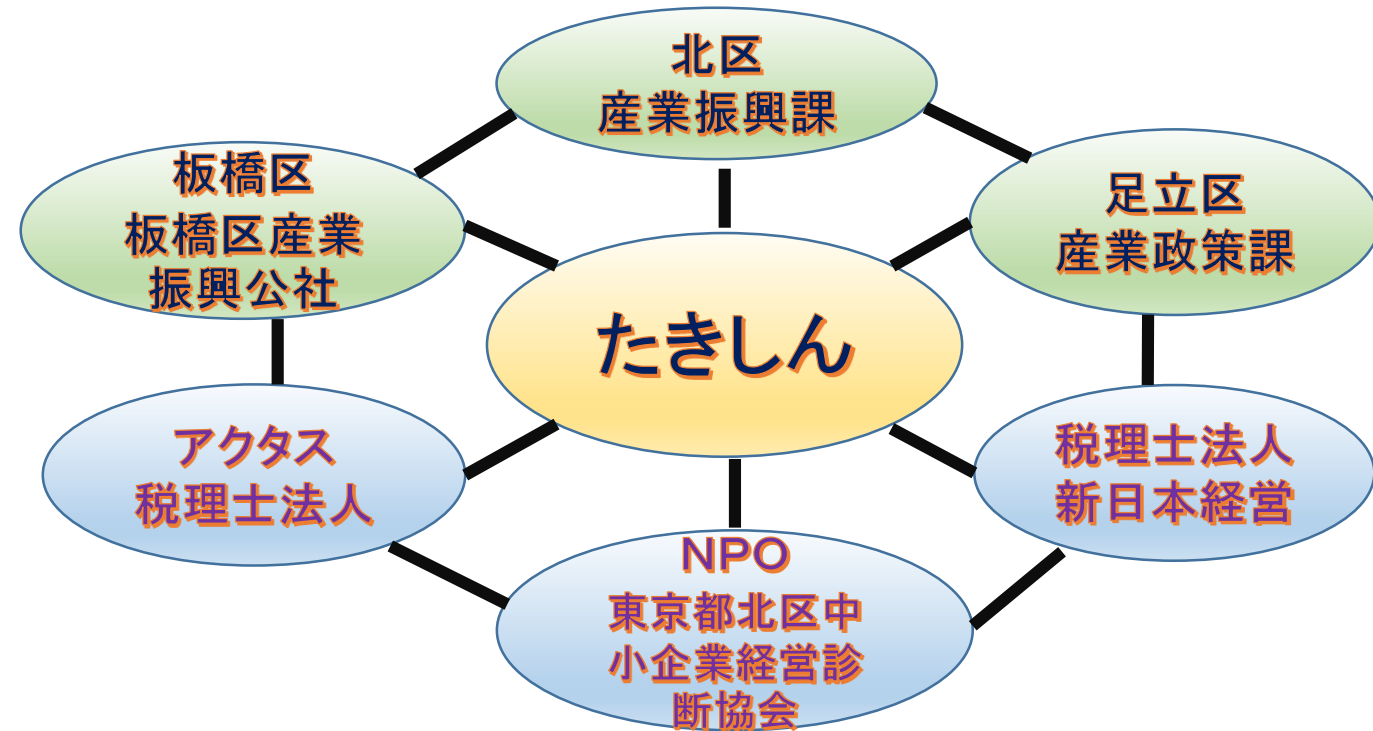 北区
産業振興課
板橋区
板橋区産業
振興公社
足立区
産業政策課
たきしん
アクタス
税理士法人
税理士法人
新日本経営
NPO
東京都北区中
小企業経営診
断協会